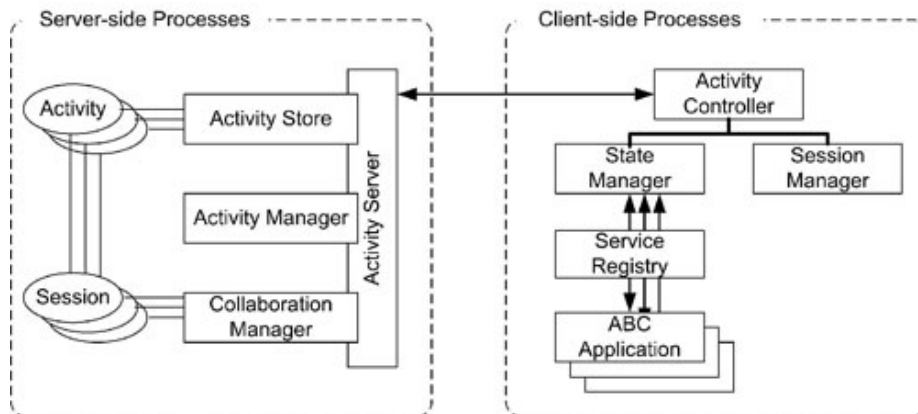 Server-side Processes
Activity
Activity Store
Activity Manager
Session
Collaboration
Manager
Activity Server
Client-side Processes
Activity
Controller
State
Manager
Session
Manager
Service
Registry
ABC
Application